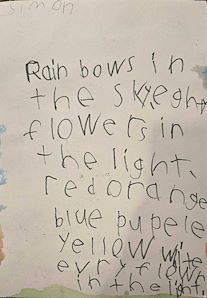 simon
Rain bows in
the skyeght
flowers in
the light.
red orange
blue pupele
yellow wite
evry flowr
in the light.